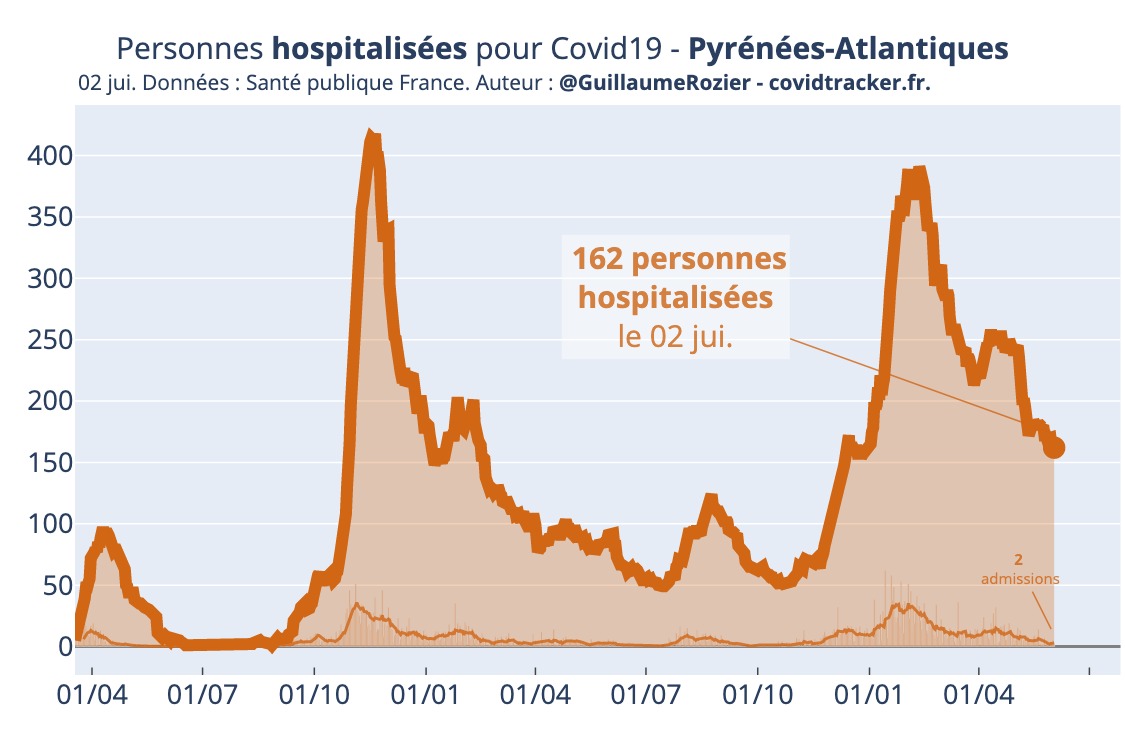 Personnes hospitalisées pour Covid19 - Pyrénées-Atlantiques
02 jui. Données : Santé publique France. Auteur : @GuillaumeRozier - covidtracker.fr.
400
350
300
250
200
150
100
50
0
162 personnes
hospitalisées
le 02 jui.
2
admissions
01/04 01/07 01/10 01/01 01/04 01/07 01/10 01/01 01/04